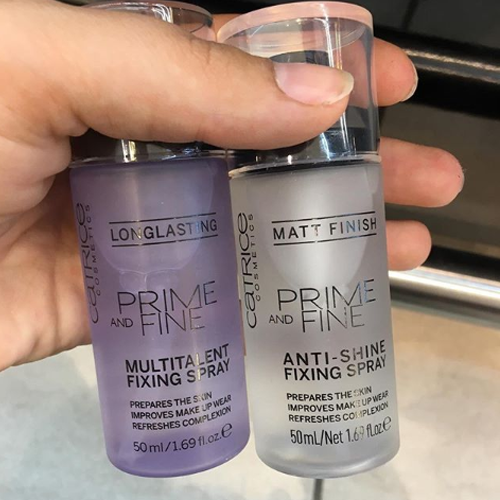 LONGLASTING
CATRICE
COSMETICS
PRIME
AND FINE
MULTITALENT
FIXING SPRAY
PREPARES THE SKIN
IMPROVES MAKE UP WEAR
REFRESHES COMPLEXION
50 ml/1.69 fl.oz.℮
MATT FINISH
CATRICE
COSMETICS
PRIME
AND FINE
ANTI-SHINE
FIXING SPRAY
PREPARES THE SKIN
IMPROVES MAKE UP WEAR
REFRESHES COMPLEXION
50mL/Net 1.69 fl.oz.℮